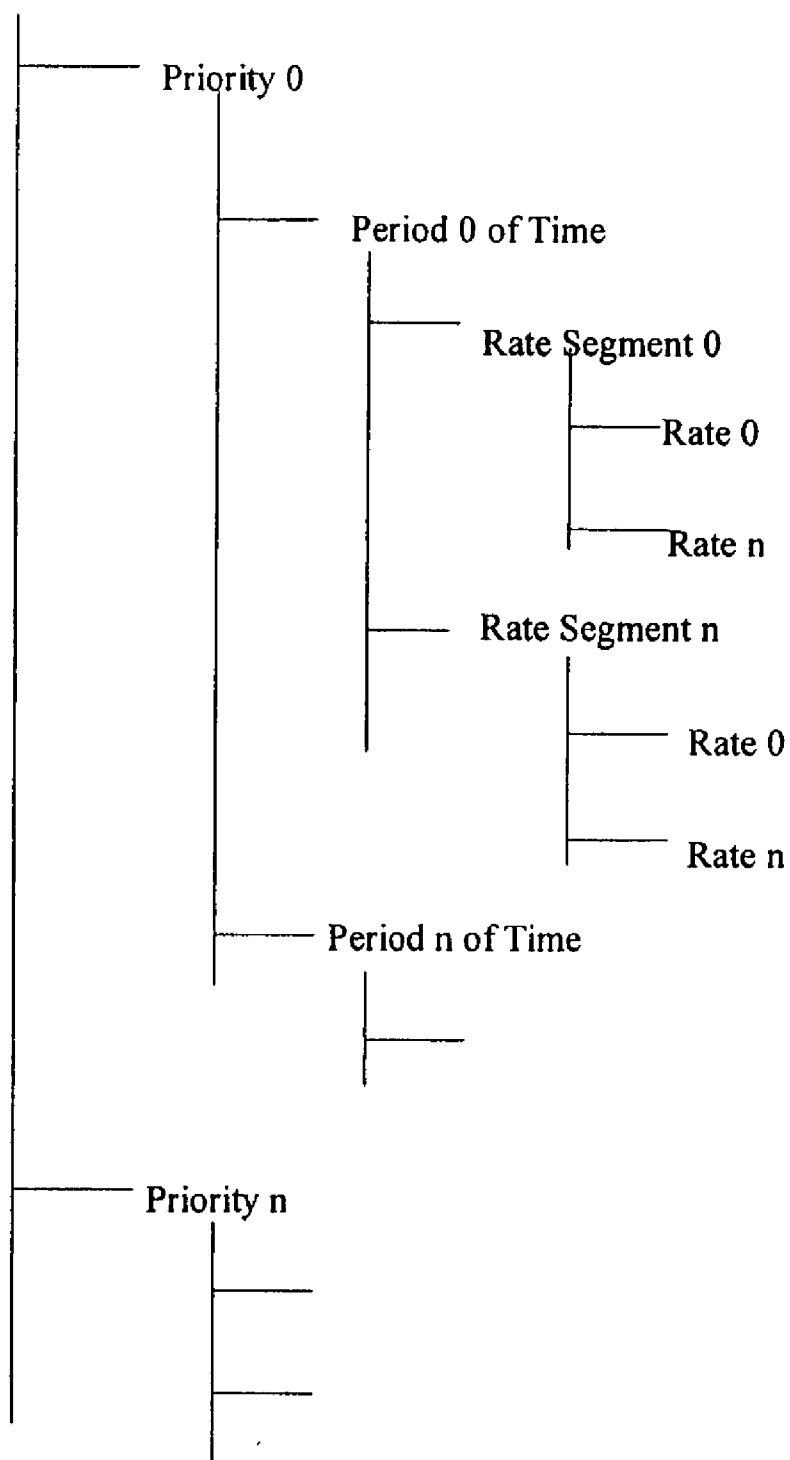 Priority 0
Period 0 of Time
Rate Segment 0
Rate 0
Rate n
Rate Segment n
Rate 0
Rate n
Period n of Time
Priority n